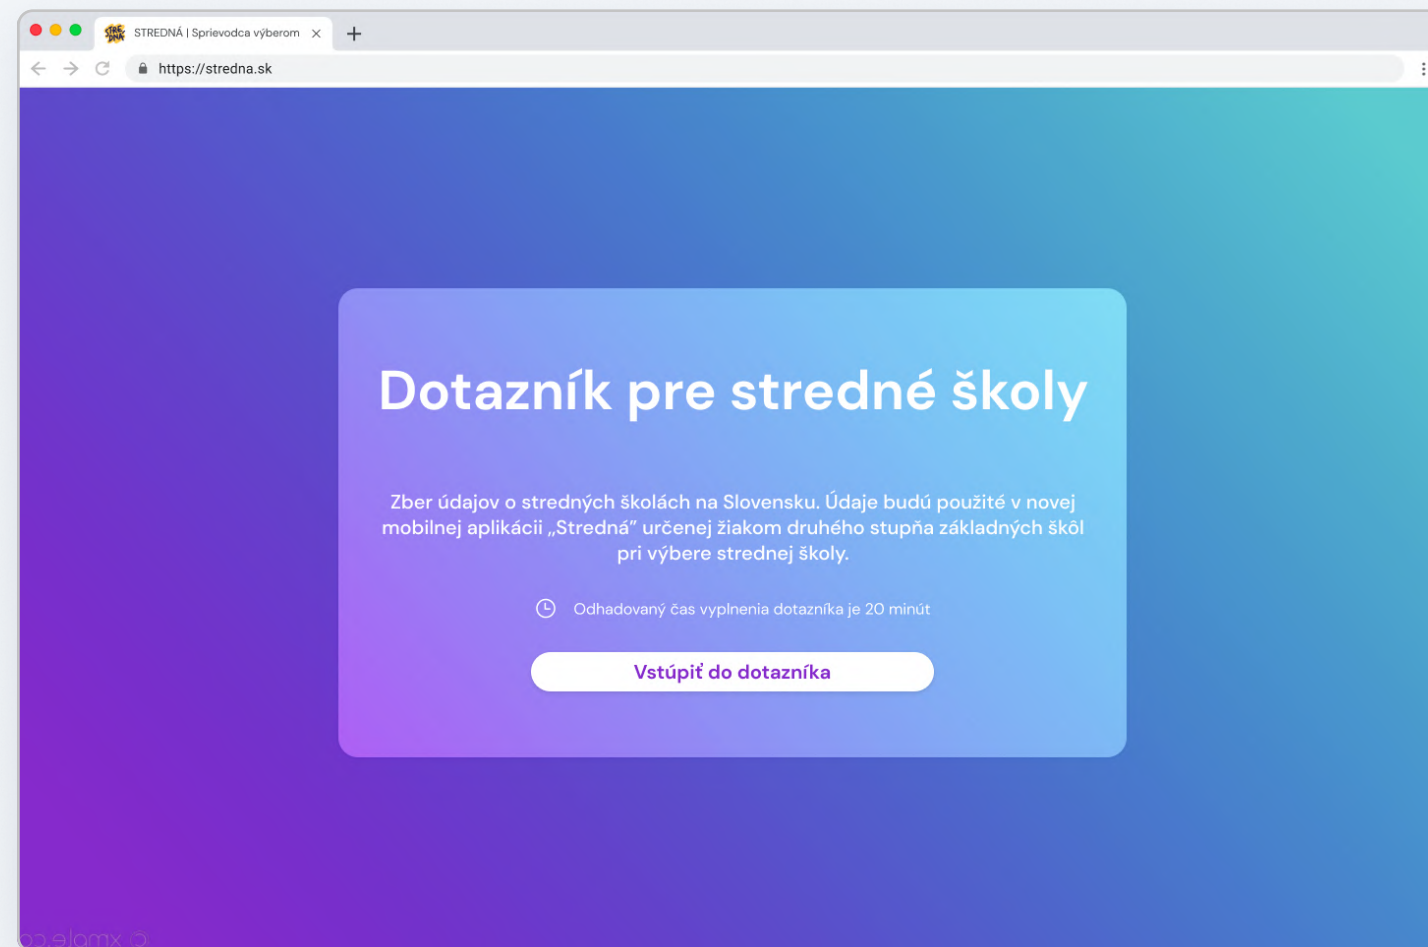 STREDNÁ | Sprievodca výberom
https://stredna.sk
Dotazník pre stredné školy
Zber údajov o stredných školách na Slovensku. Údaje budú použité v novej
mobilnej aplikácii „Stredná” určenej žiakom druhého stupňa základných škôl
pri výbere strednej školy.
Odhadovaný čas vyplnenia dotazníka je 20 minút
Vstúpiť do dotazníka